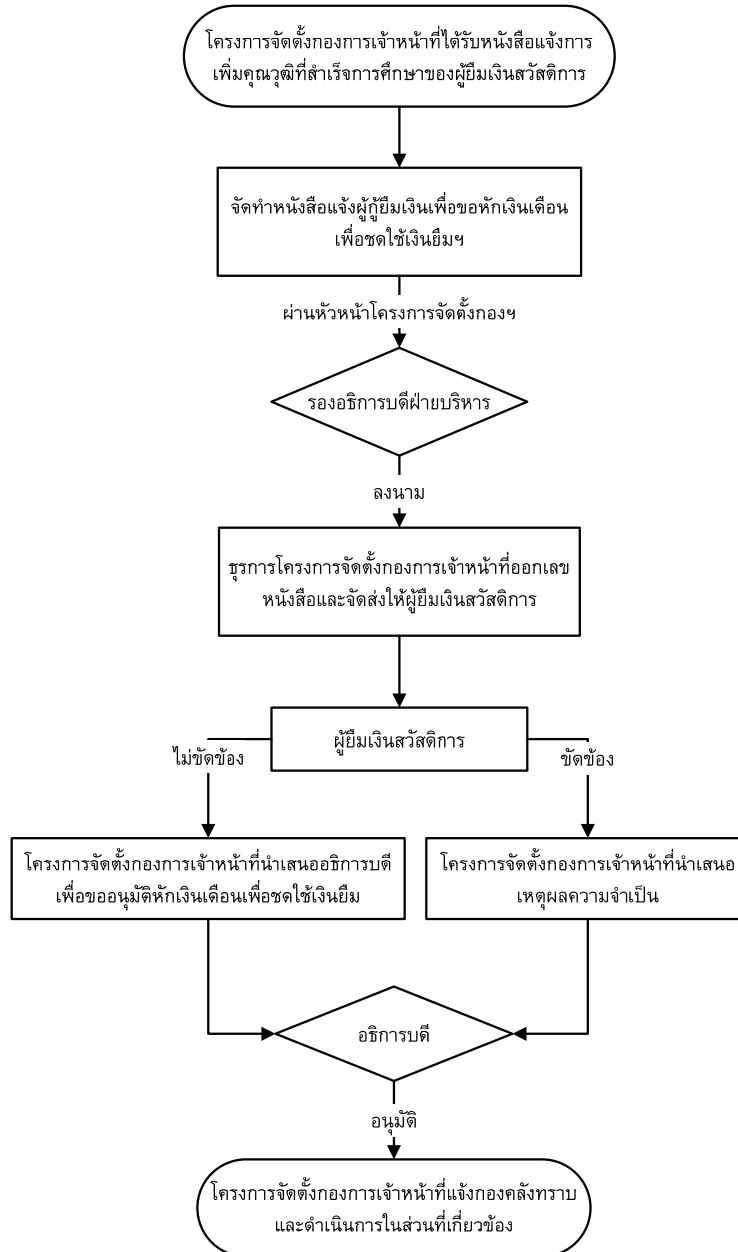 โครงการจัดตั้งกองการเจ้าหน้าที่ได้รับหนังสือแจ้งการ
เพิ่มคุณวุฒิที่สำเร็จการศึกษาของผู้ยืมเงินสวัสดิการ
จัดทำหนังสือแจ้งผู้กู้ยืมเงินเพื่อขอหักเงินเดือน
เพื่อชดใช้เงินยืมฯ
ผ่านหัวหน้าโครงการจัดตั้งกองฯ
รองอธิการบดีฝ่ายบริหาร
ลงนาม
ธุรการโครงการจัดตั้งกองการเจ้าหน้าที่ออกเลข
หนังสือและจัดส่งให้ผู้ยืมเงินสวัสดิการ
ผู้ยืมเงินสวัสดิการ
ไม่ขัดข้อง
ขัดข้อง
โครงการจัดตั้งกองการเจ้าหน้าที่นำเสนออธิการบดี
เพื่อขออนุมัติหักเงินเดือนเพื่อชดใช้เงินยืม
โครงการจัดตั้งกองการเจ้าหน้าที่นำเสนอ
เหตุผลความจำเป็น
อธิการบดี
อนุมัติ
โครงการจัดตั้งกองการเจ้าหน้าที่แจ้งกองคลังทราบ
และดำเนินการในส่วนที่เกี่ยวข้อง